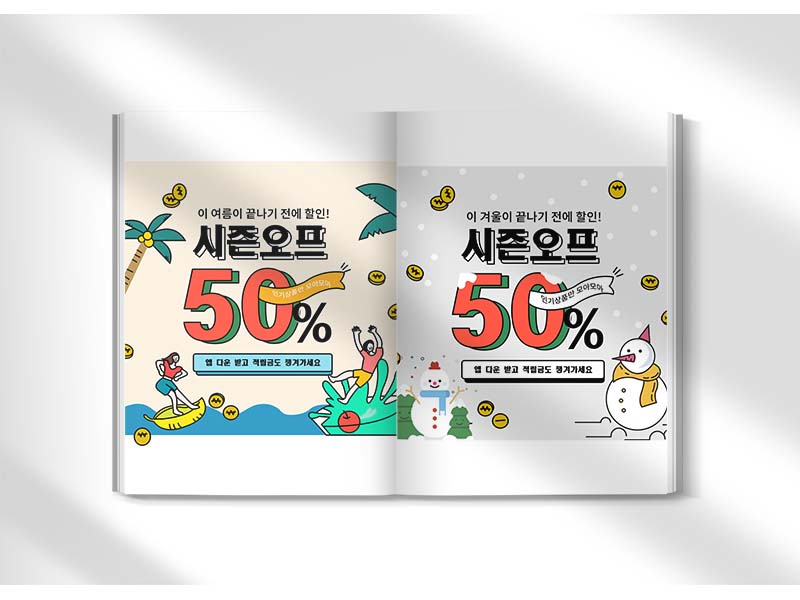 이 여름이 끝나기 전에 할인!
시즌오프
50%
인기상품만 모아모아
앱 다운 받고 적립금도 챙겨가세요
이 겨울이 끝나기 전에 할인!
시즌오프
50%
인기상품만 모아모아
앱 다운 받고 적립금도 챙겨가세요